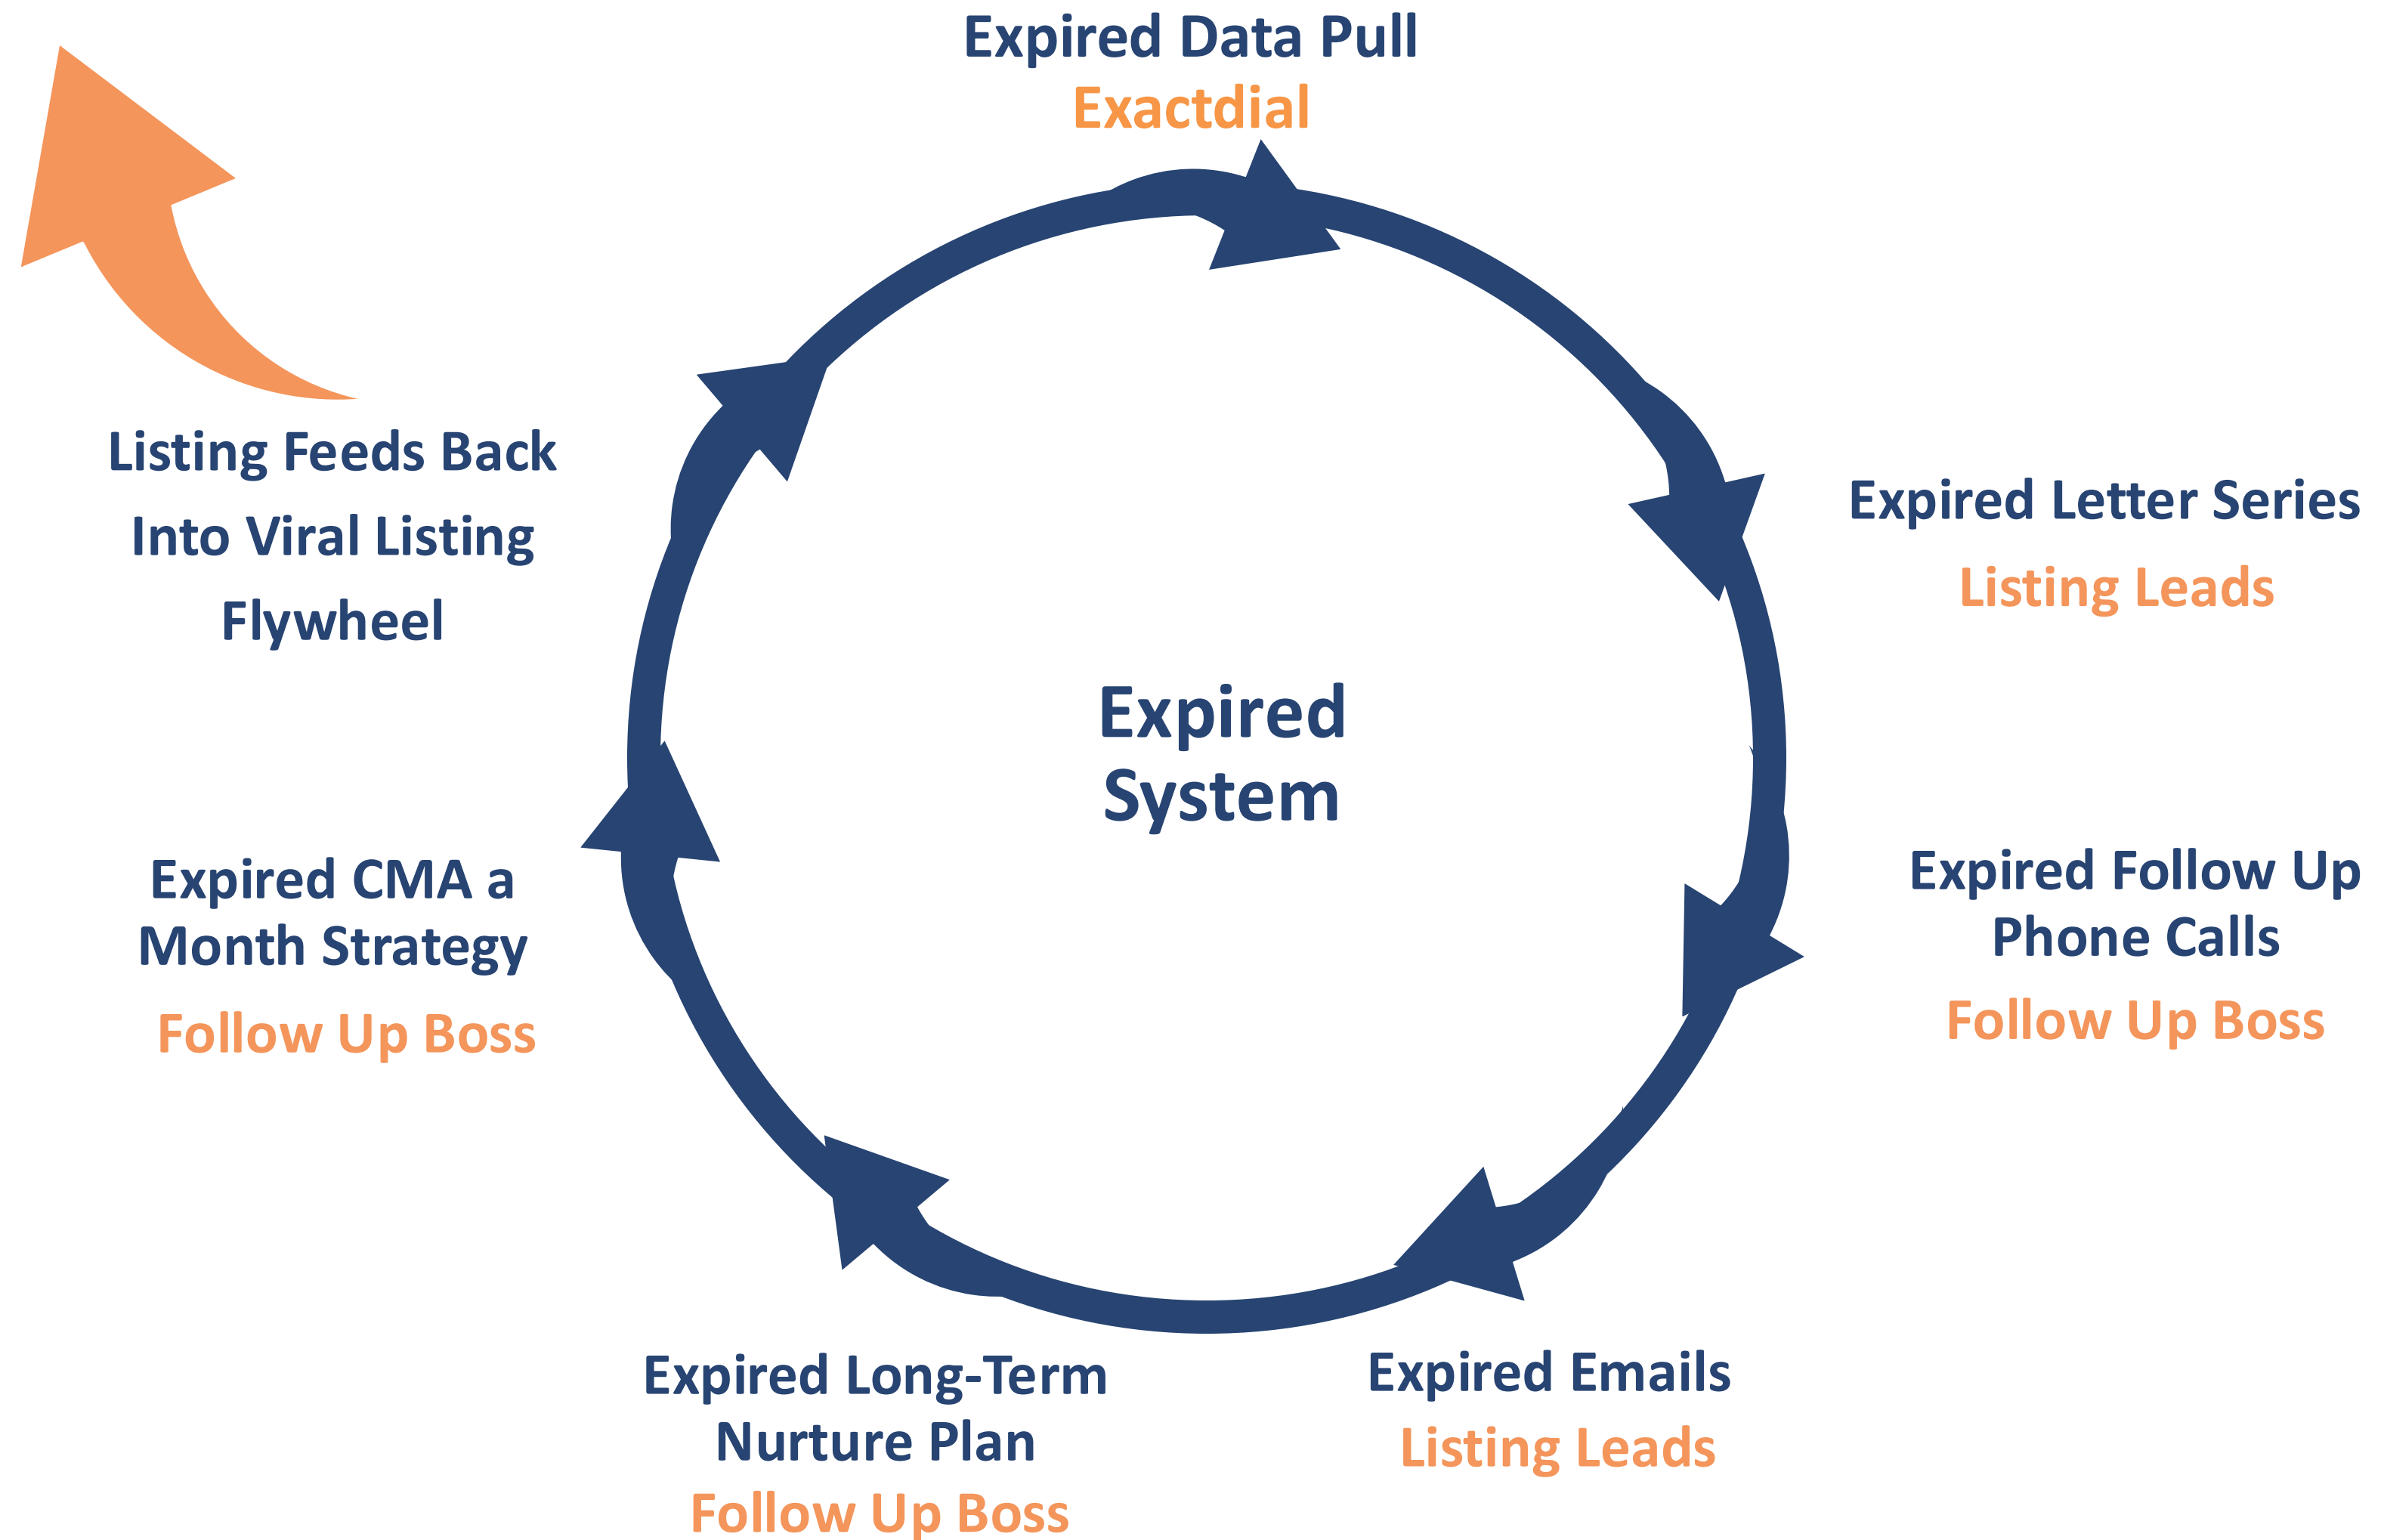 Expired Data Pull
Exactdial
Expired Letter Series
Listing Leads
Expired Follow Up
Phone Calls
Follow Up Boss
Expired Emails
Listing Leads
Expired Long-Term
Nurture Plan
Follow Up Boss
Expired CMA a
Month Strategy
Follow Up Boss
Listing Feeds Back
Into Viral Listing
Flywheel
Expired
System